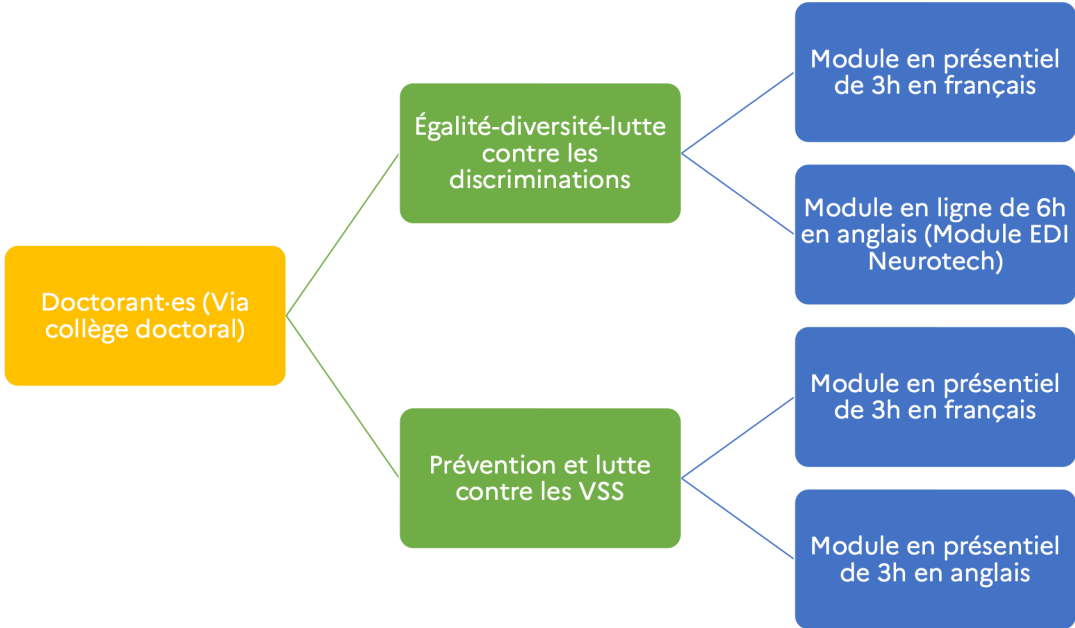 Doctorant·es (Via
collège doctoral)
Égalité-diversité-lutte
contre les
discriminations
Module en présentiel
de 3h en français
Module en ligne de 6h
en anglais (Module EDI
Neurotech)
Prévention et lutte
contre les VSS
Module en présentiel
de 3h en français
Module en présentiel
de 3h en anglais